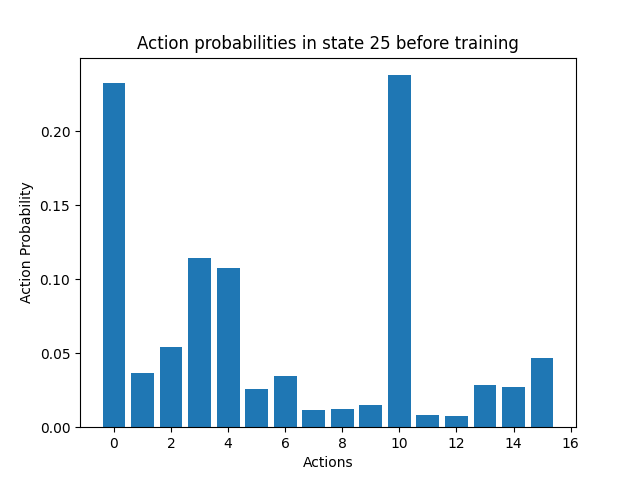 Action probabilities in state 25 before training
0.20
0.15
0.10
0.05
0.00
Action Probability
0 2 4 6 8 10 12 14 16
Actions